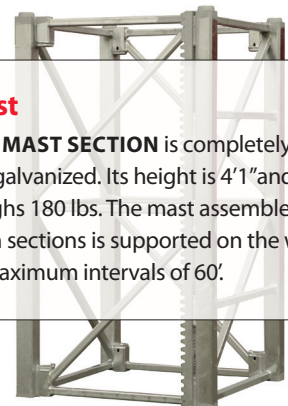 st
MAST SECTION is completely
galvanized. Its height is 4'1"and
ghs 180 lbs. The mast assemble
sections is supported on the w
aximum intervals of 60'.